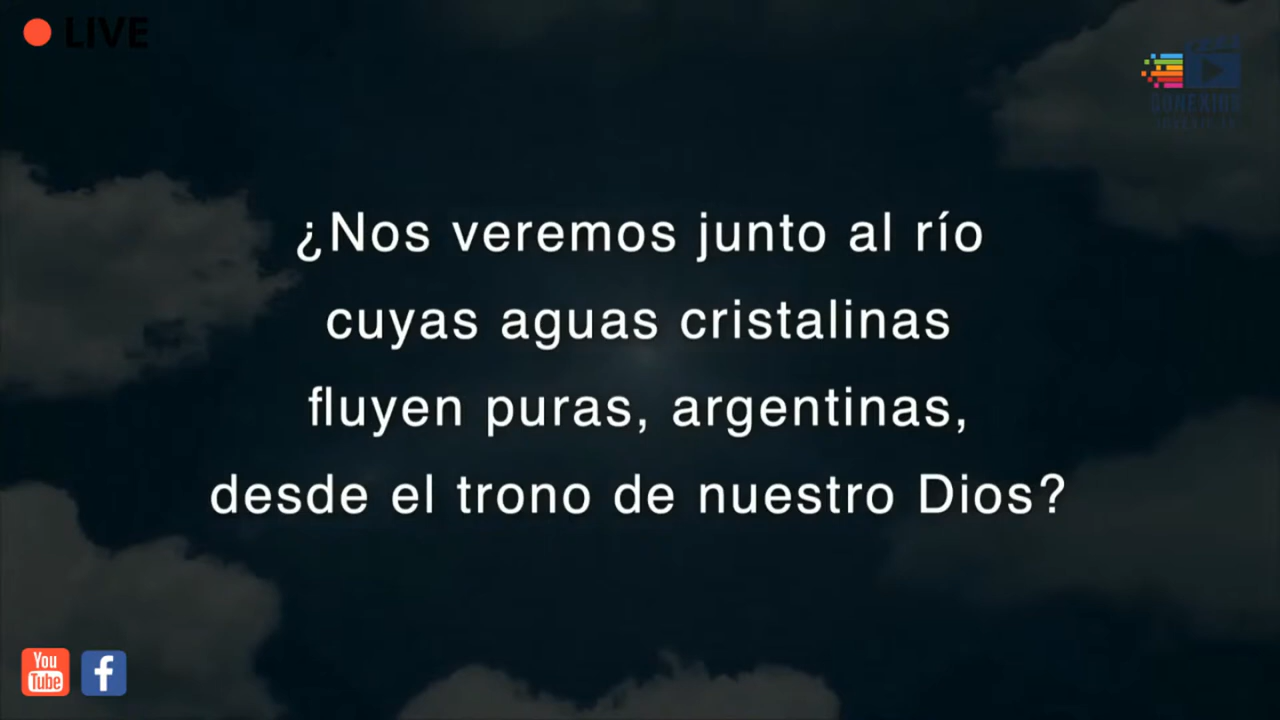 LIVE
CONEXION
¿Nos veremos junto al río
cuyas aguas cristalinas
fluyen puras, argentinas,
desde el trono de nuestro Dios?
You
Tube
f